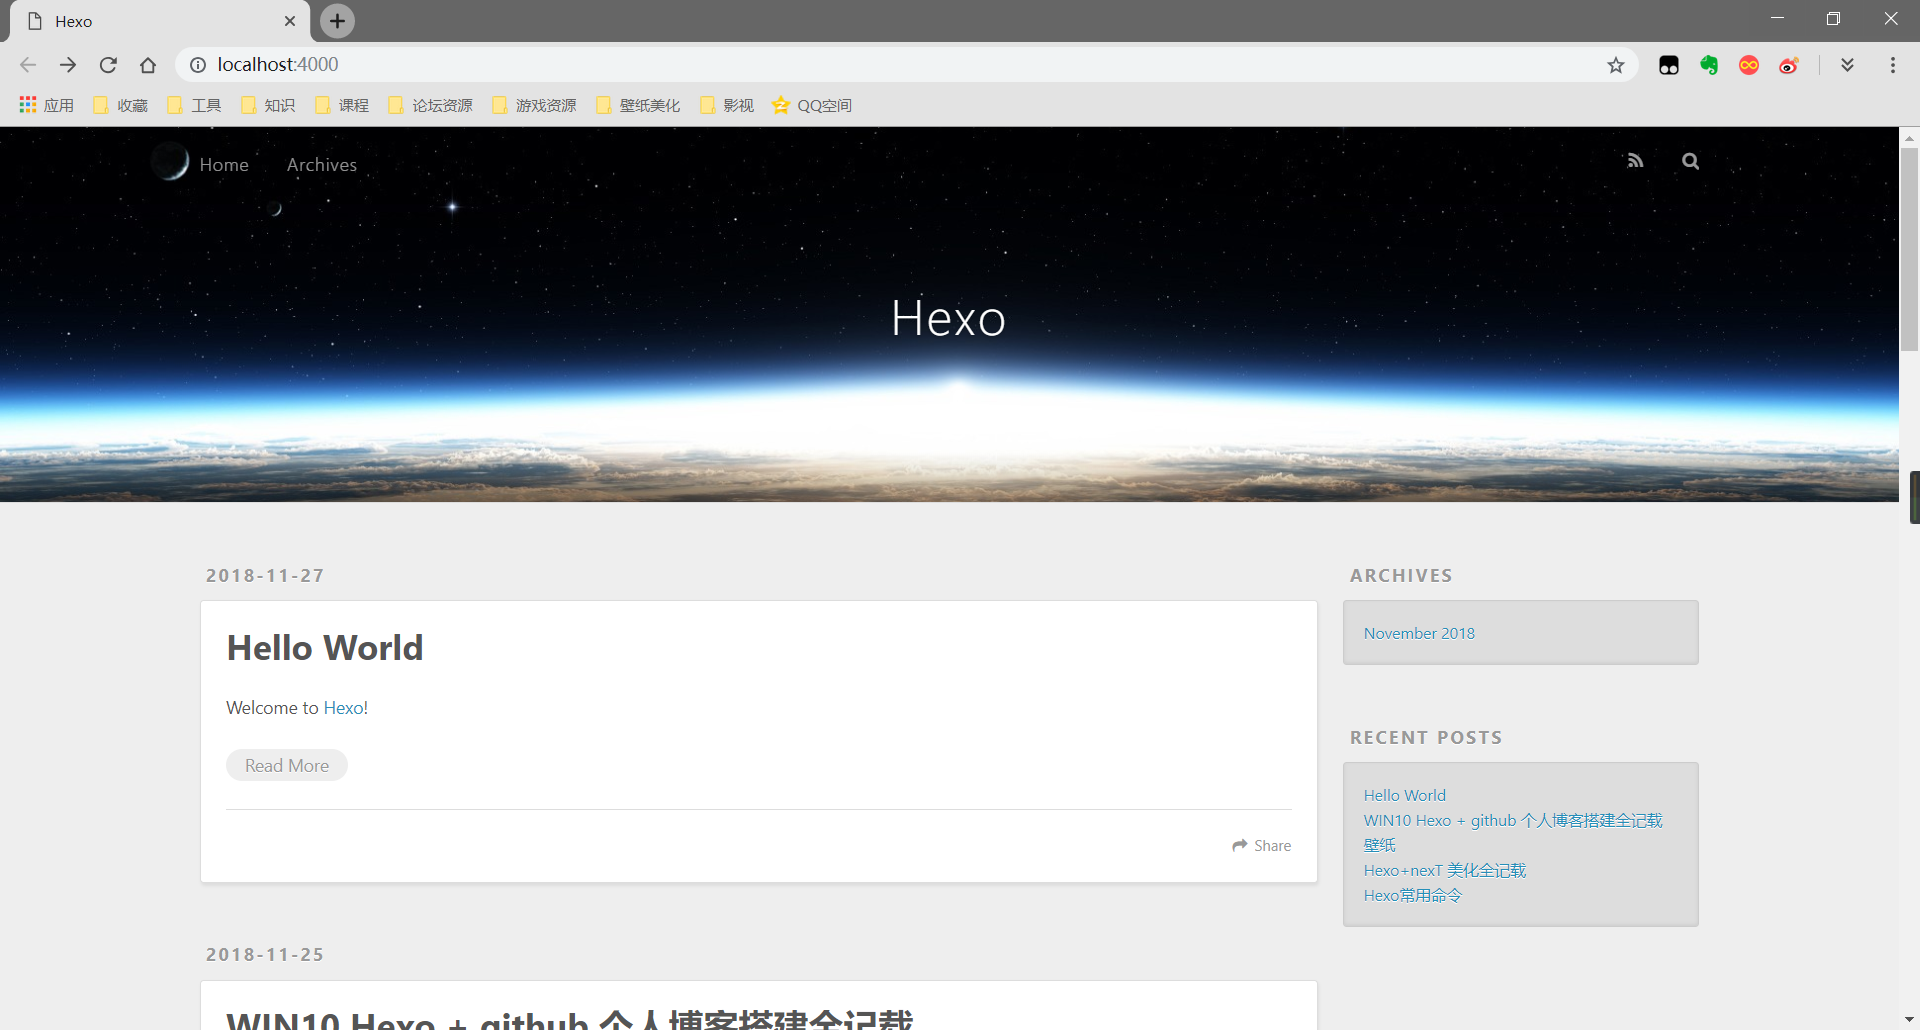 Hexo
localhost:4000
应用 收藏 工具 知识 课程 论坛资源 游戏资源 壁纸美化 影视 QQ空间
Home Archives
Hexo
2018-11-27
Hello World
Welcome to Hexo!
Read More
Share
2018-11-25
WIN10 Hexo + github 个人博客搭建全记载
ARCHIVES
November 2018
RECENT POSTS
Hello World
WIN10 Hexo + github 个人博客搭建全记载
壁纸
Hexo+nexT 美化全记载
Hexo常用命令